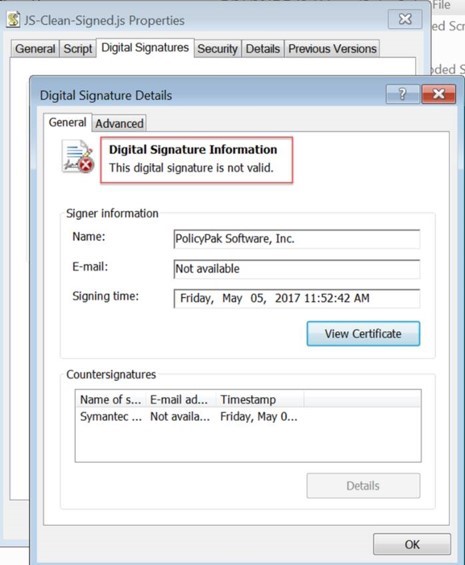 File
JS-Clean-Signed.js Properties
ed Scr
General Script Digital Signatures Security Details Previous Versions
oded S
Digital Signature Details
General Advanced
Digital Signature Information
This digital signature is not valid.
Signer information
Name: PolicyPak Software, Inc.
E-mail: Not available
Signing time: Friday, May 05, 2017 11:52:42 AM
View Certificate
Countersignatures
Name of s... E-mail ad... Timestamp
Symantec ... Not availa... Friday, May 0...
Details
OK